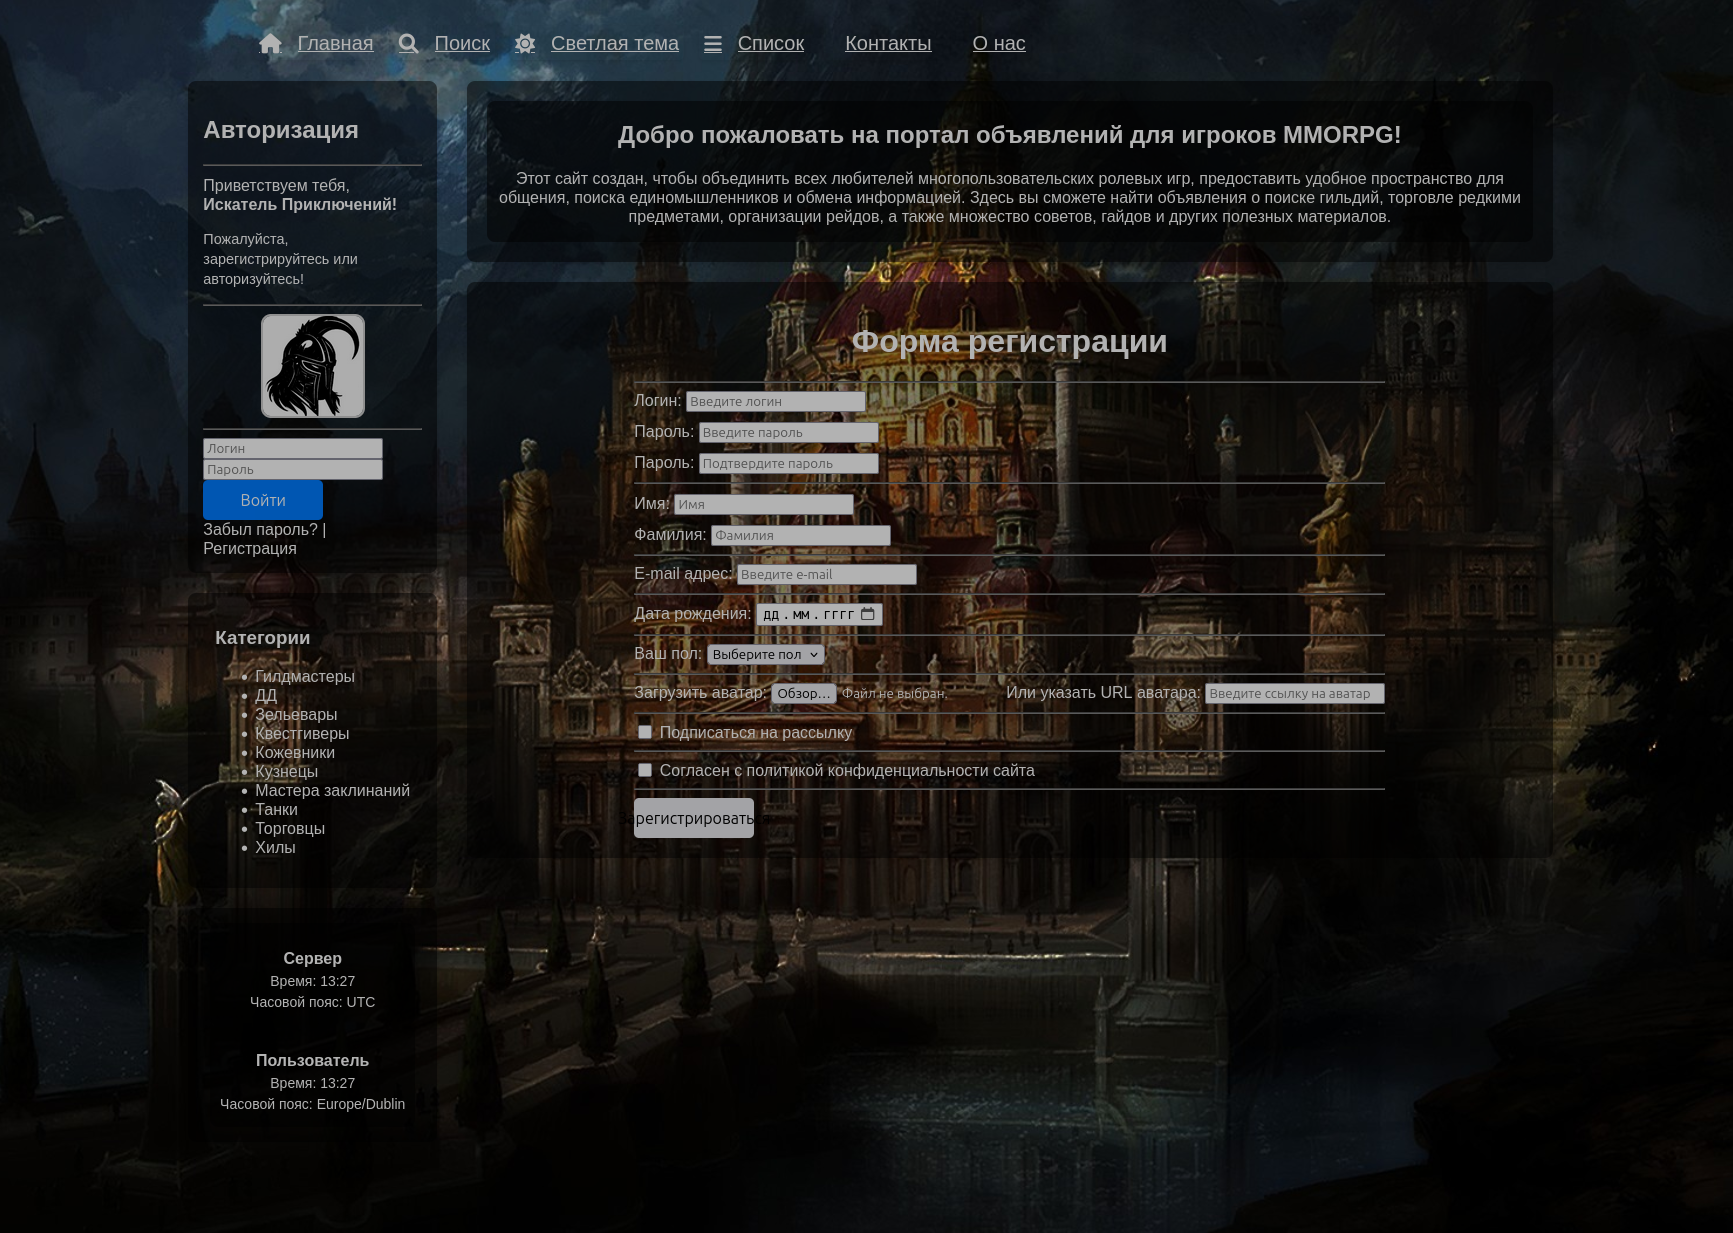 Главная Поиск Светлая тема Список Контакты О нас
Авторизация
Приветствуем тебя,
Искатель Приключений!
Пожалуйста,
зарегистрируйтесь или
авторизуйтесь!
Логин
Пароль
Войти
Забыл пароль? |
Регистрация
Категории
Гилдмастеры
ДД
Зельевары
Квестгиверы
Кожевники
Кузнецы
Мастера заклинаний
Танки
Торговцы
Хилы
Сервер
Время: 13:27
Часовой пояс: UTC
Пользователь
Время: 13:27
Часовой пояс: Europe/Dublin
Добро пожаловать на портал объявлений для игроков MMORPG!
Этот сайт создан, чтобы объединить всех любителей многопользовательских ролевых игр, предоставить удобное пространство для
общения, поиска единомышленников и обмена информацией. Здесь вы сможете найти объявления о поиске гильдий, торговле редкими
предметами, организации рейдов, а также множество советов, гайдов и других полезных материалов.
Форма регистрации
Логин: Введите логин
Пароль: Введите пароль
Пароль: Подтвердите пароль
Имя: Имя
Фамилия: Фамилия
E-mail адрес: Введите e-mail
Дата рождения: дд.мм.гггг
Ваш пол: Выберите пол
Загрузить аватар: Обзор... Файл не выбран. Или указать URL аватара: Введите ссылку на аватар
Подписаться на рассылку
Согласен с политикой конфиденциальности сайта
Зарегистрироваться